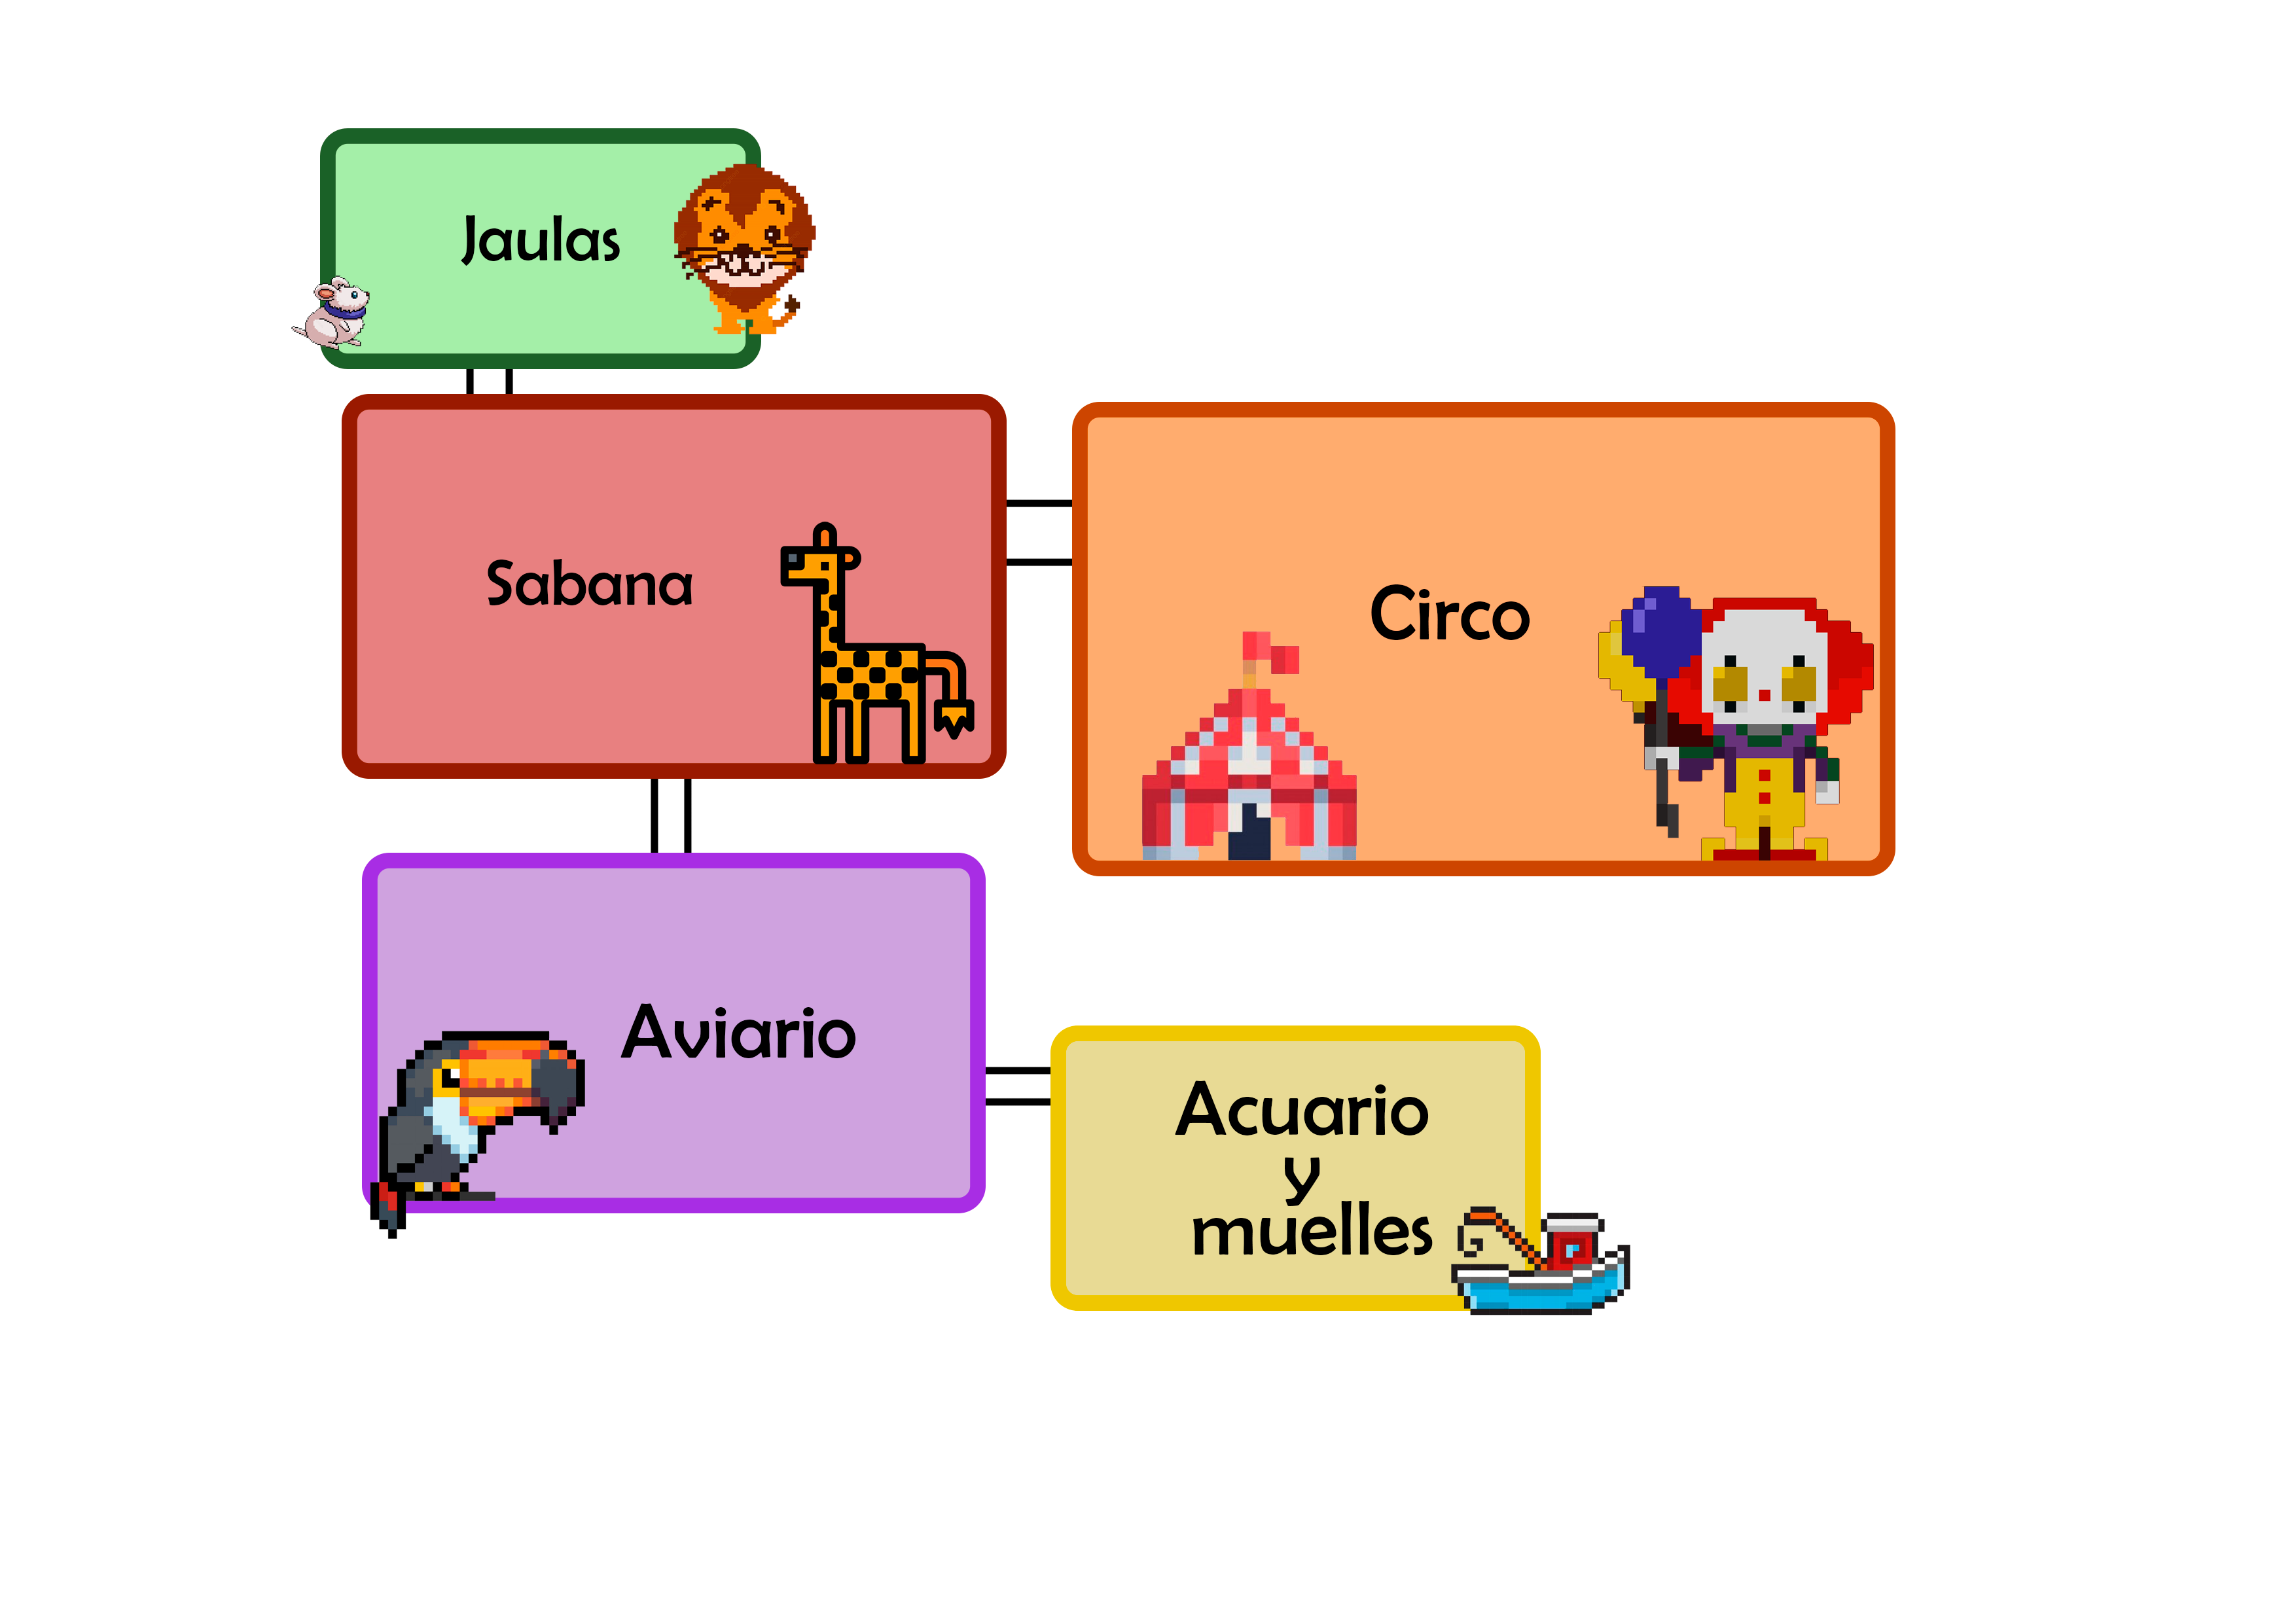 Jaulas
Sabana
Circo
Aviario
Acuario
y
muelles